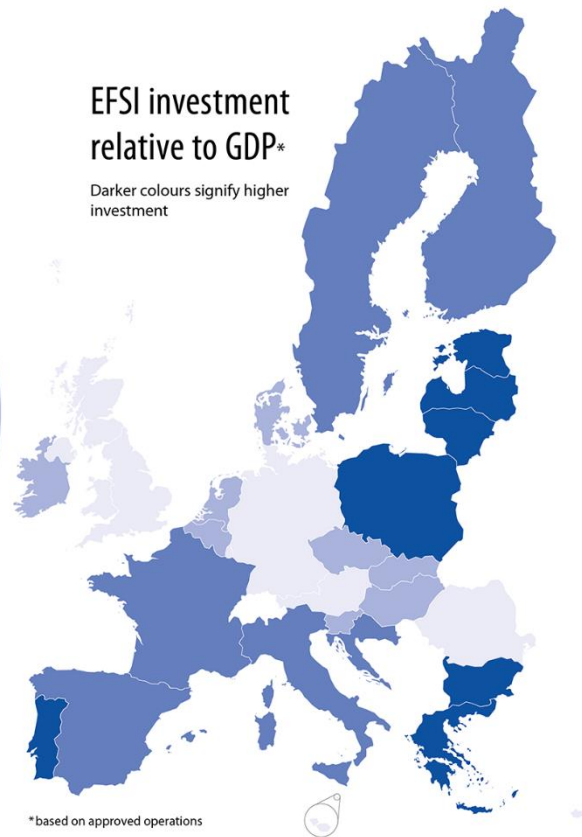 EFSI investment
relative to GDP*
Darker colours signify higher
investment
*based on approved operations